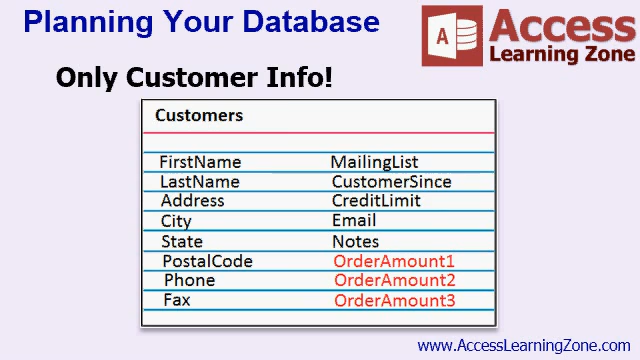 Planning Your Database
Access
Learning Zone
A
Only Customer Info!
Customers
FirstName MailingList
LastName CustomerSince
Address CreditLimit
City Email
State Notes
PostalCode OrderAmount1
Phone OrderAmount2
Fax OrderAmount3
www.AccessLearningZone.com